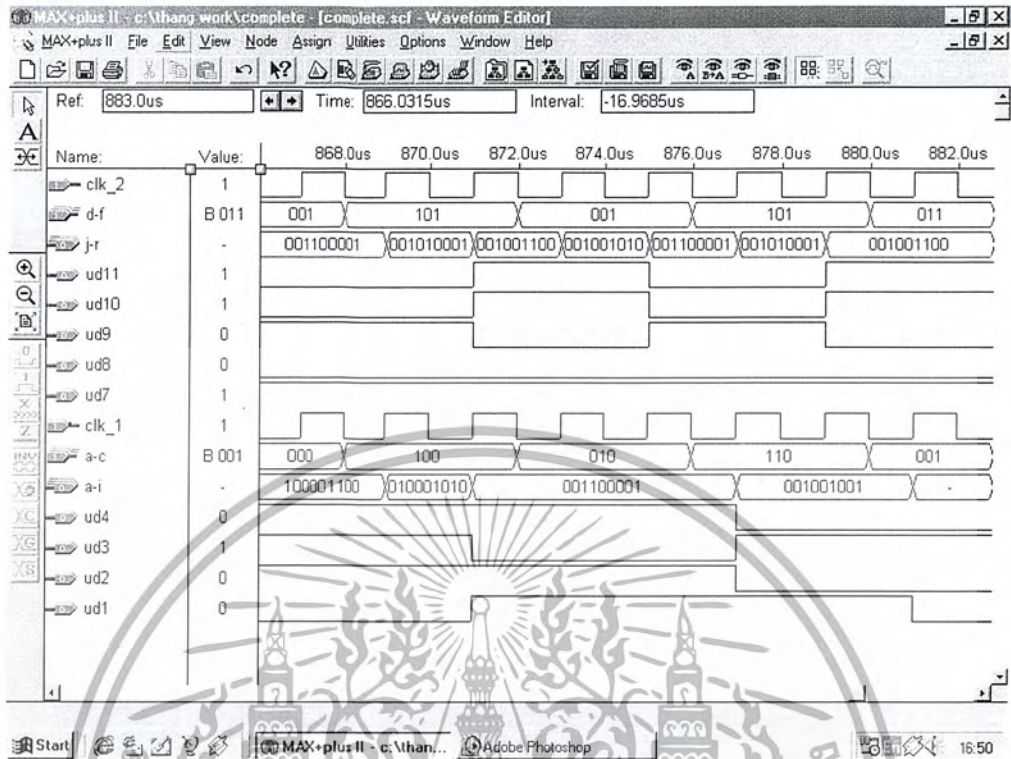 MAX+plus II - c:\thang work\complete - [complete.scf - Waveform Editor]
MAX+plus II File Edit View Node Assign Utilities Options Window Help
Ref: 883.0us Time: 866.0315us Interval: -16.9685us
Name: Value: 868.0us 870.0us 872.0us 874.0us 876.0us 878.0us 880.0us 882.0us
clk_2 1
d-f B 011 001 101 001 101 011
j-r - 001100001 001010001 001001100 001001010 001100001 001010001 001001100
ud11 1
ud10 1
ud9 0
ud8 0
ud7 1
clk_1 1
a-c B 001 000 100 010 110 001
a-i - 100001100 010001010 001100001 001001001 -
ud4 0
ud3 1
ud2 0
ud1 0
Start MAX+plus II - c:\than... Adobe Photoshop En 16:50